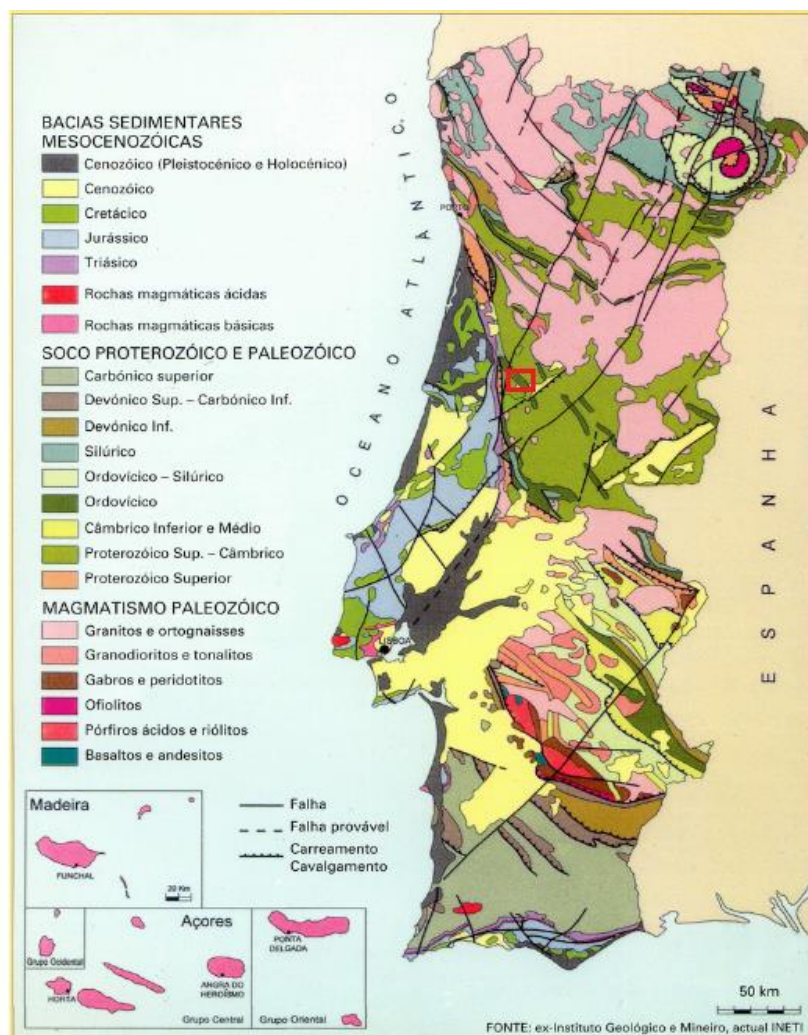 BACIAS SEDIMENTARES
MESOCENOZÓICAS
Cenozóico (Pleistocénico e Holocénico)
Cenozóico
Cretácico
Jurássico
Triásico
Rochas magmáticas ácidas
Rochas magmáticas básicas
SOCO PROTEROZÓICO E PALEOZÓICO
Carbónico superior
Devónico Sup. – Carbónico Inf.
Devónico Inf.
Silúrico
Ordovícico – Silúrico
Ordovícico
Câmbrico Inferior e Médio
Proterozóico Sup. – Câmbrico
Proterozóico Superior
MAGMATISMO PALEOZÓICO
Granitos e ortognaisses
Granodioritos e tonalitos
Gabros e peridotitos
Ofiolitos
Pórfiros ácidos e riólitos
Basaltos e andesitos
OCEANO ATLÂNTICO
PORTO
LISBOA
ESPANHA
Madeira
FUNCHAL
20 Km
Falha
Falha provável
Carreamento
Cavalgamento
Açores
Grupo Ocidental
HORTA
ANGRA DO
HEROÍSMO
Grupo Central
PONTA
DELGADA
Grupo Oriental
50 km
FONTE: ex-Instituto Geológico e Mineiro, actual INETI